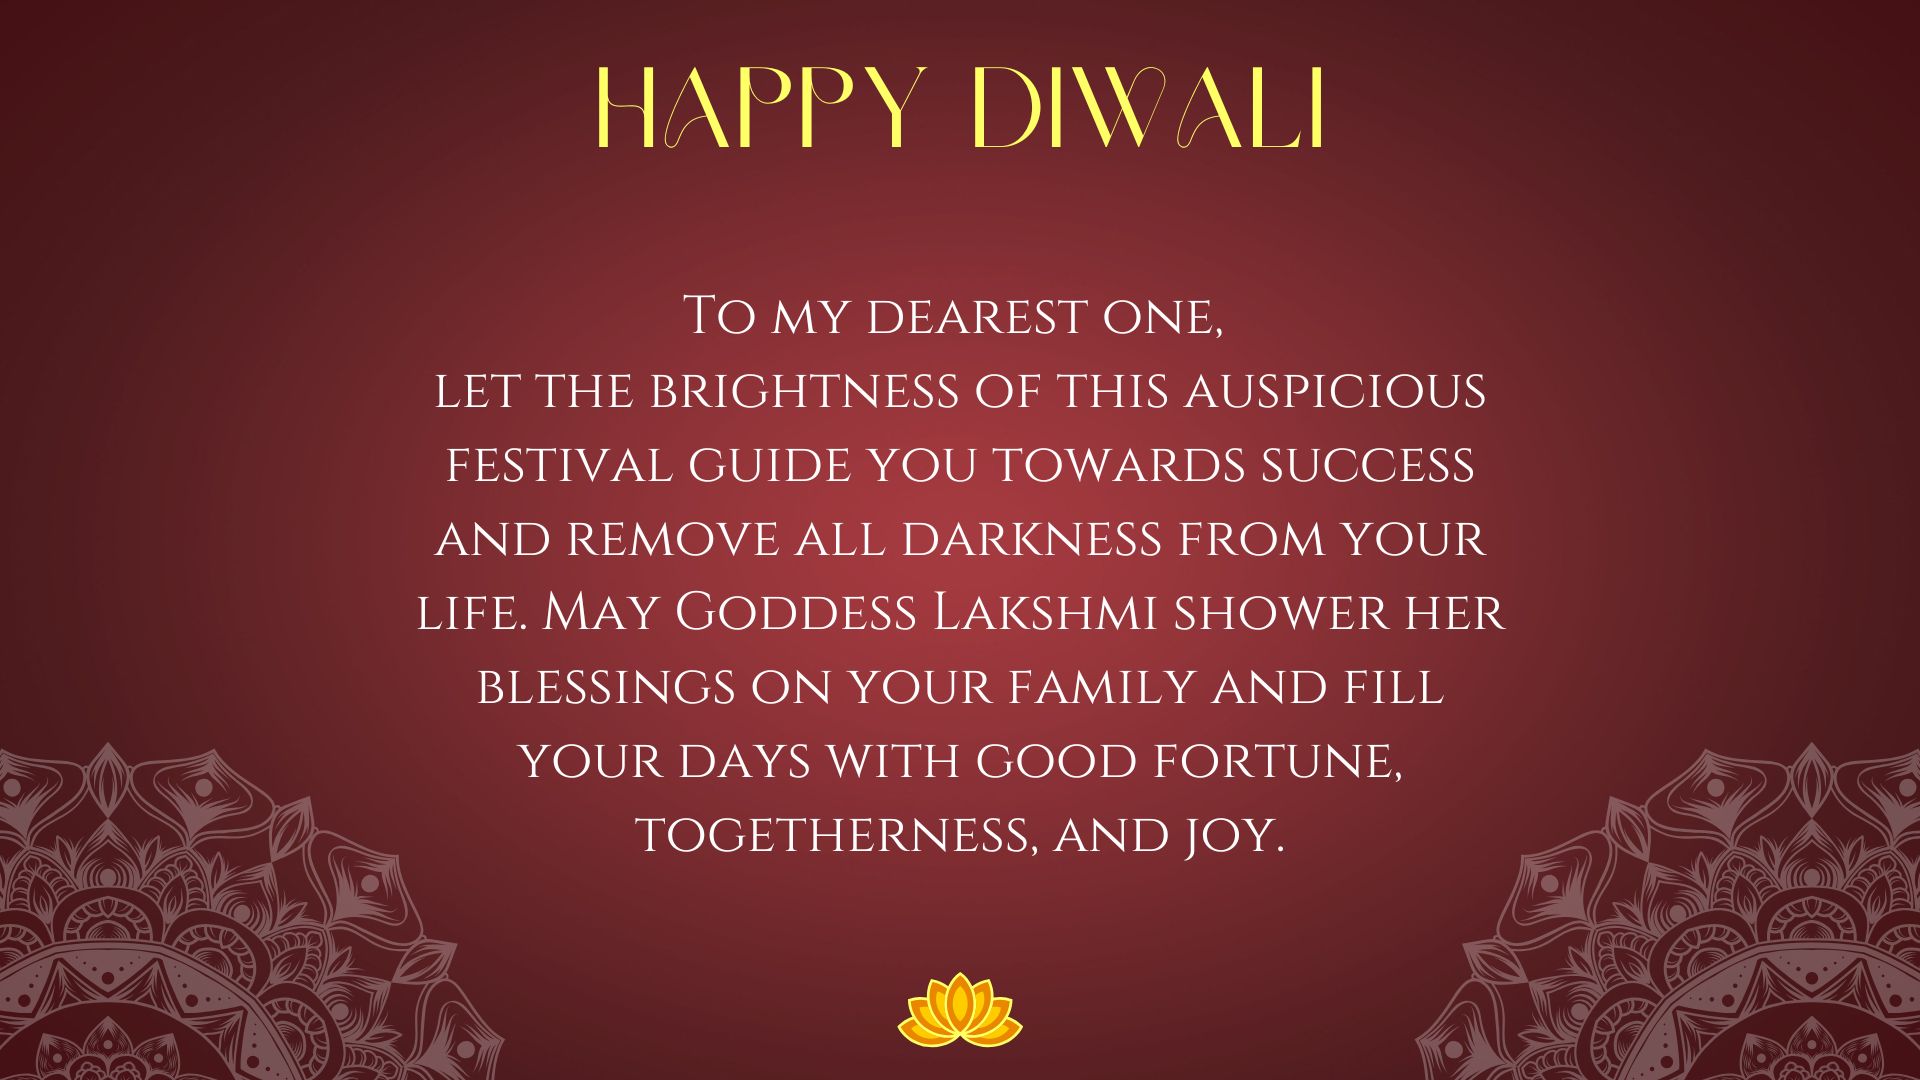 HAPPY DIWALI
To my dearest one,
let the brightness of this auspicious
festival guide you towards success
and remove all darkness from your
life. May Goddess Lakshmi shower her
blessings on your family and fill
your days with good fortune,
togetherness, and joy.